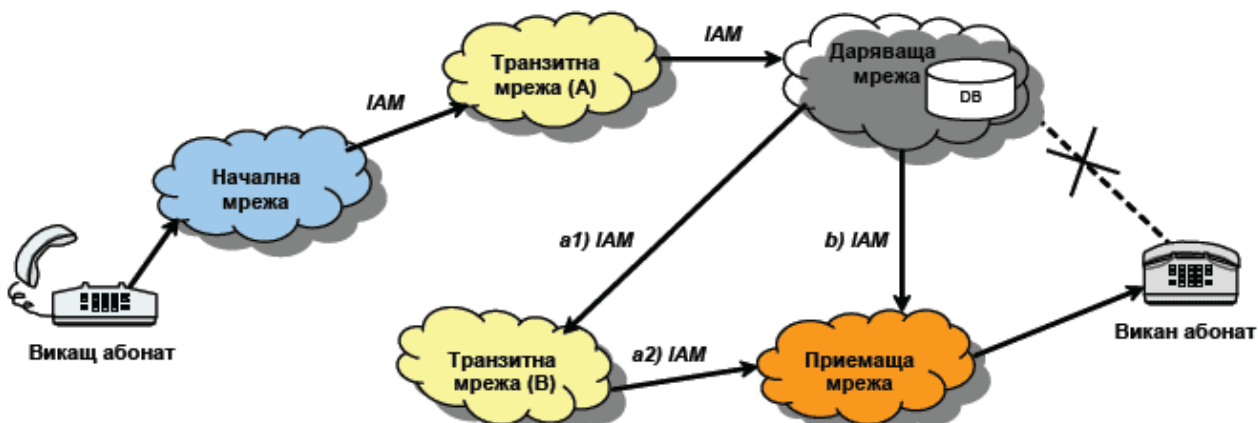 IAM
Транзитна
мрежа (A)
IAM
Даряваща
мрежа
DB
Начална
мрежа
a1) IAM
b) IAM
Викащ абонат
Транзитна
мрежа (B)
a2) IAM
Приемаща
мрежа
Викан абонат